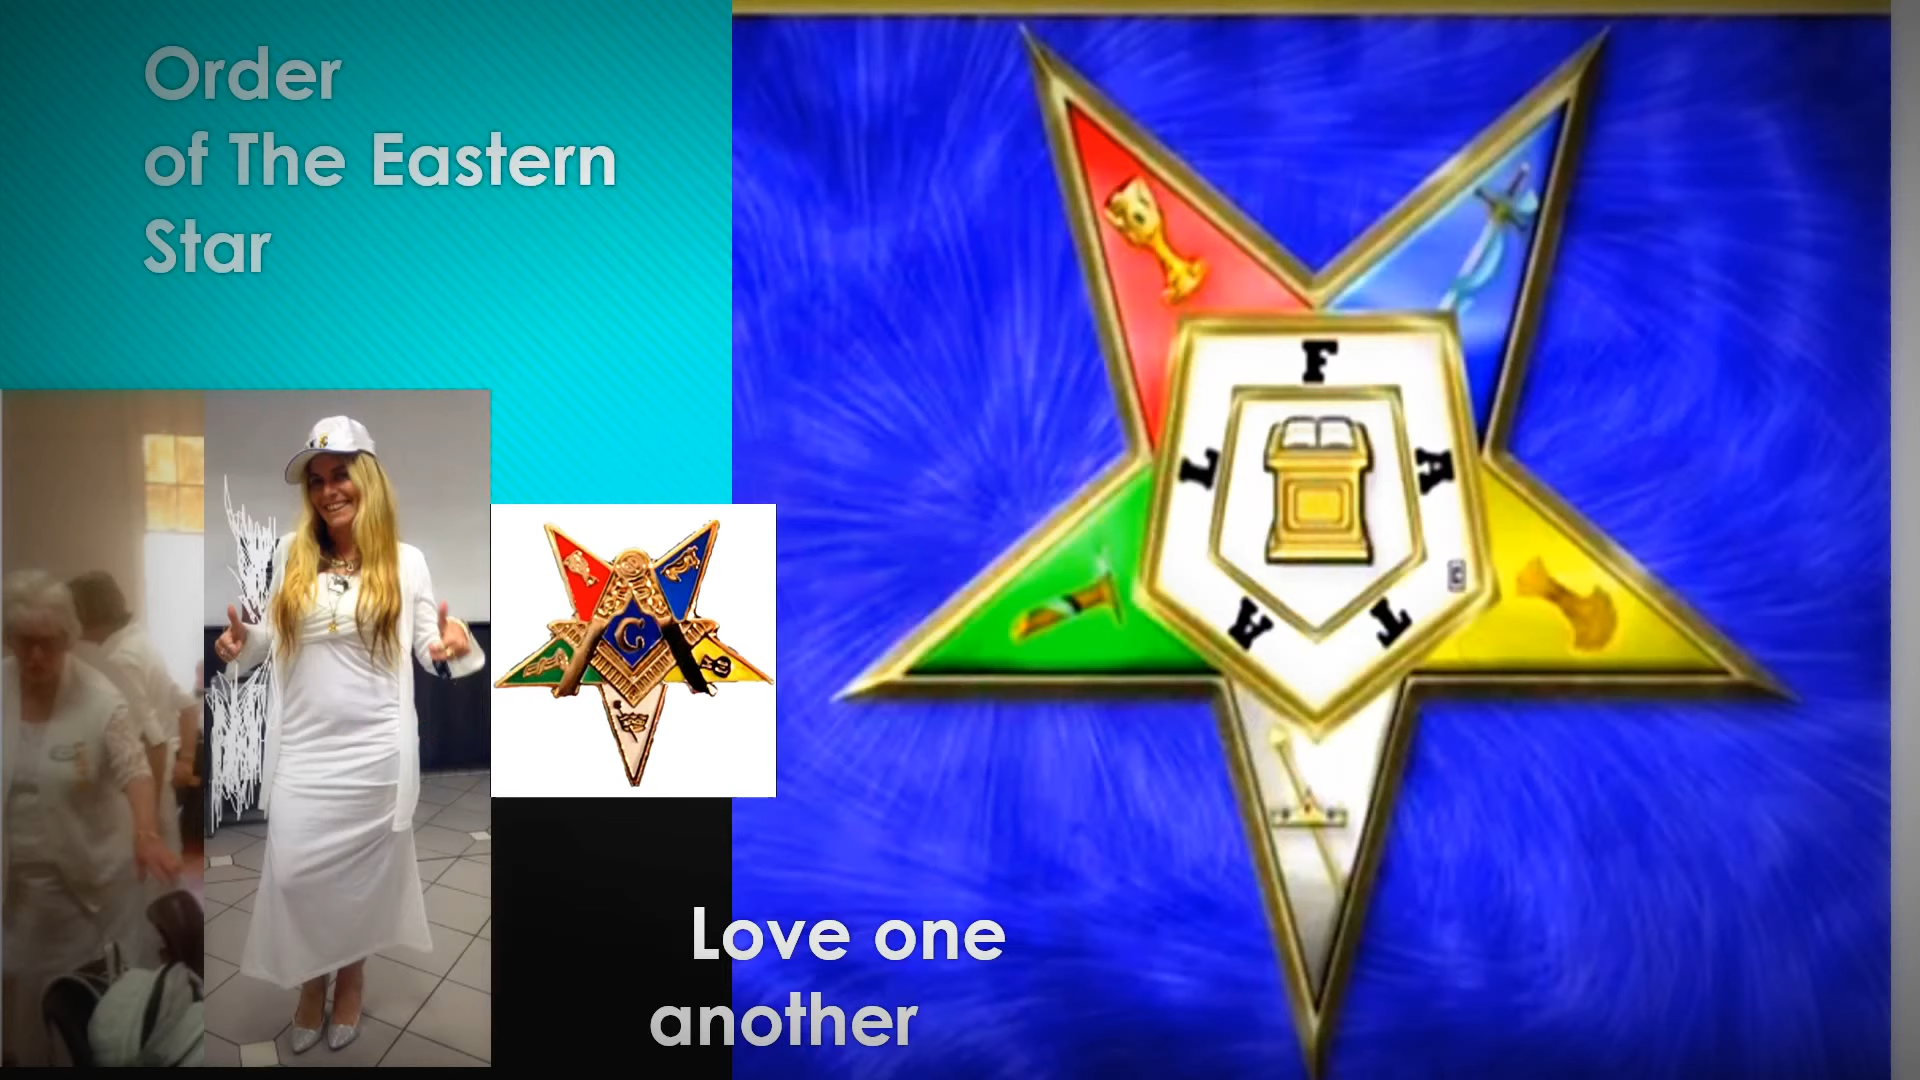 Order
of The Eastern
Star
F
A
T
A
L
G
Love one
another